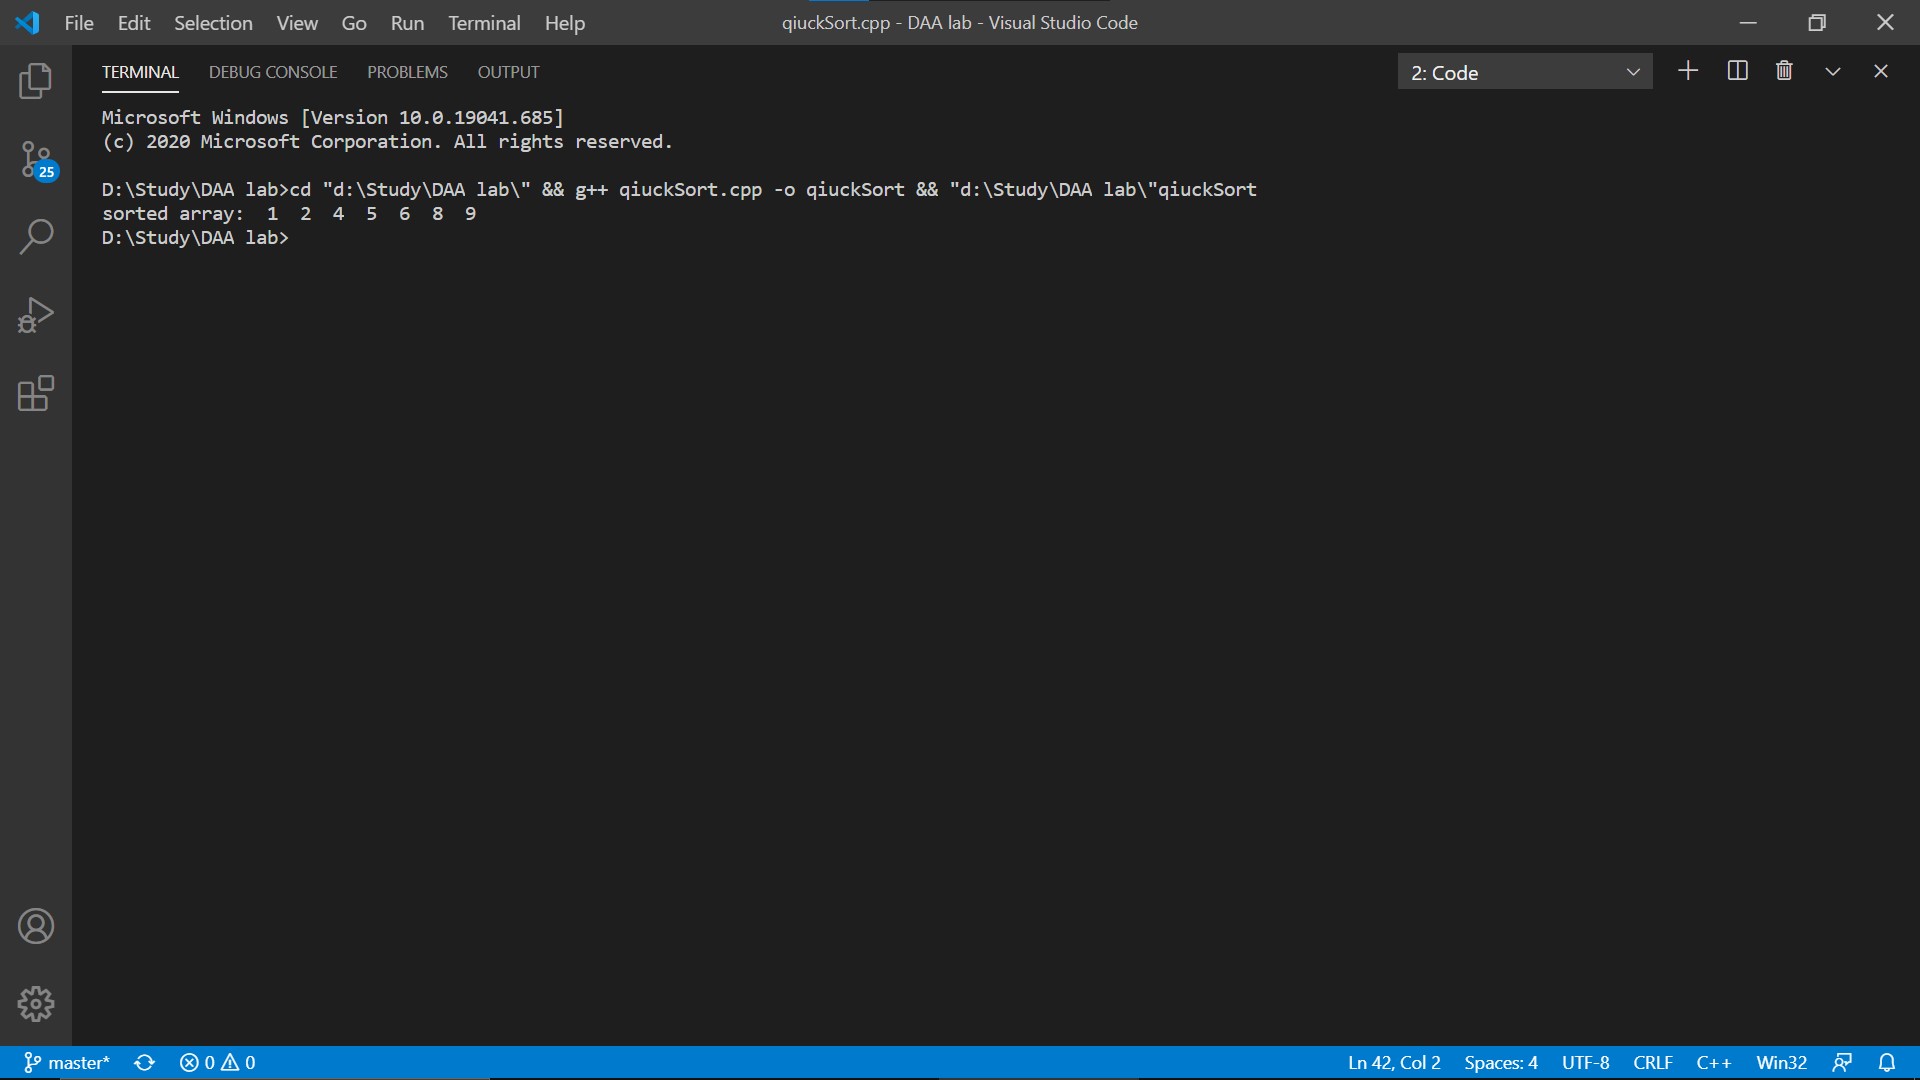 File Edit Selection View Go Run Terminal Help qiuckSort.cpp - DAA lab - Visual Studio Code
TERMINAL DEBUG CONSOLE PROBLEMS OUTPUT 2: Code
Microsoft Windows [Version 10.0.19041.685]
(c) 2020 Microsoft Corporation. All rights reserved.
D:\Study\DAA lab>cd "d:\Study\DAA lab\" && g++ qiuckSort.cpp -o qiuckSort && "d:\Study\DAA lab\"qiuckSort
sorted array:  1  2  4  5  6  8  9
D:\Study\DAA lab>
25
master* 0 0 Ln 42, Col 2 Spaces: 4 UTF-8 CRLF C++ Win32